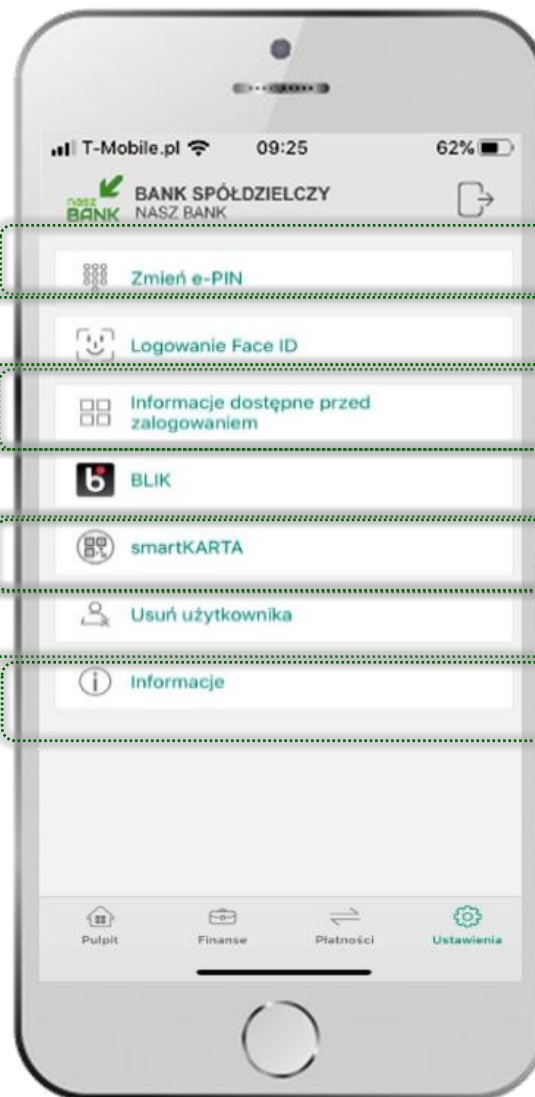 T-Mobile.pl 09:25 62%
nasz BANK BANK SPÓŁDZIELCZY
NASZ BANK
Zmień e-PIN
Logowanie Face ID
Informacje dostępne przed
zalogowaniem
b BLIK
smartKARTA
Usuń użytkownika
Informacje
Pulpit Finanse Płatności Ustawienia